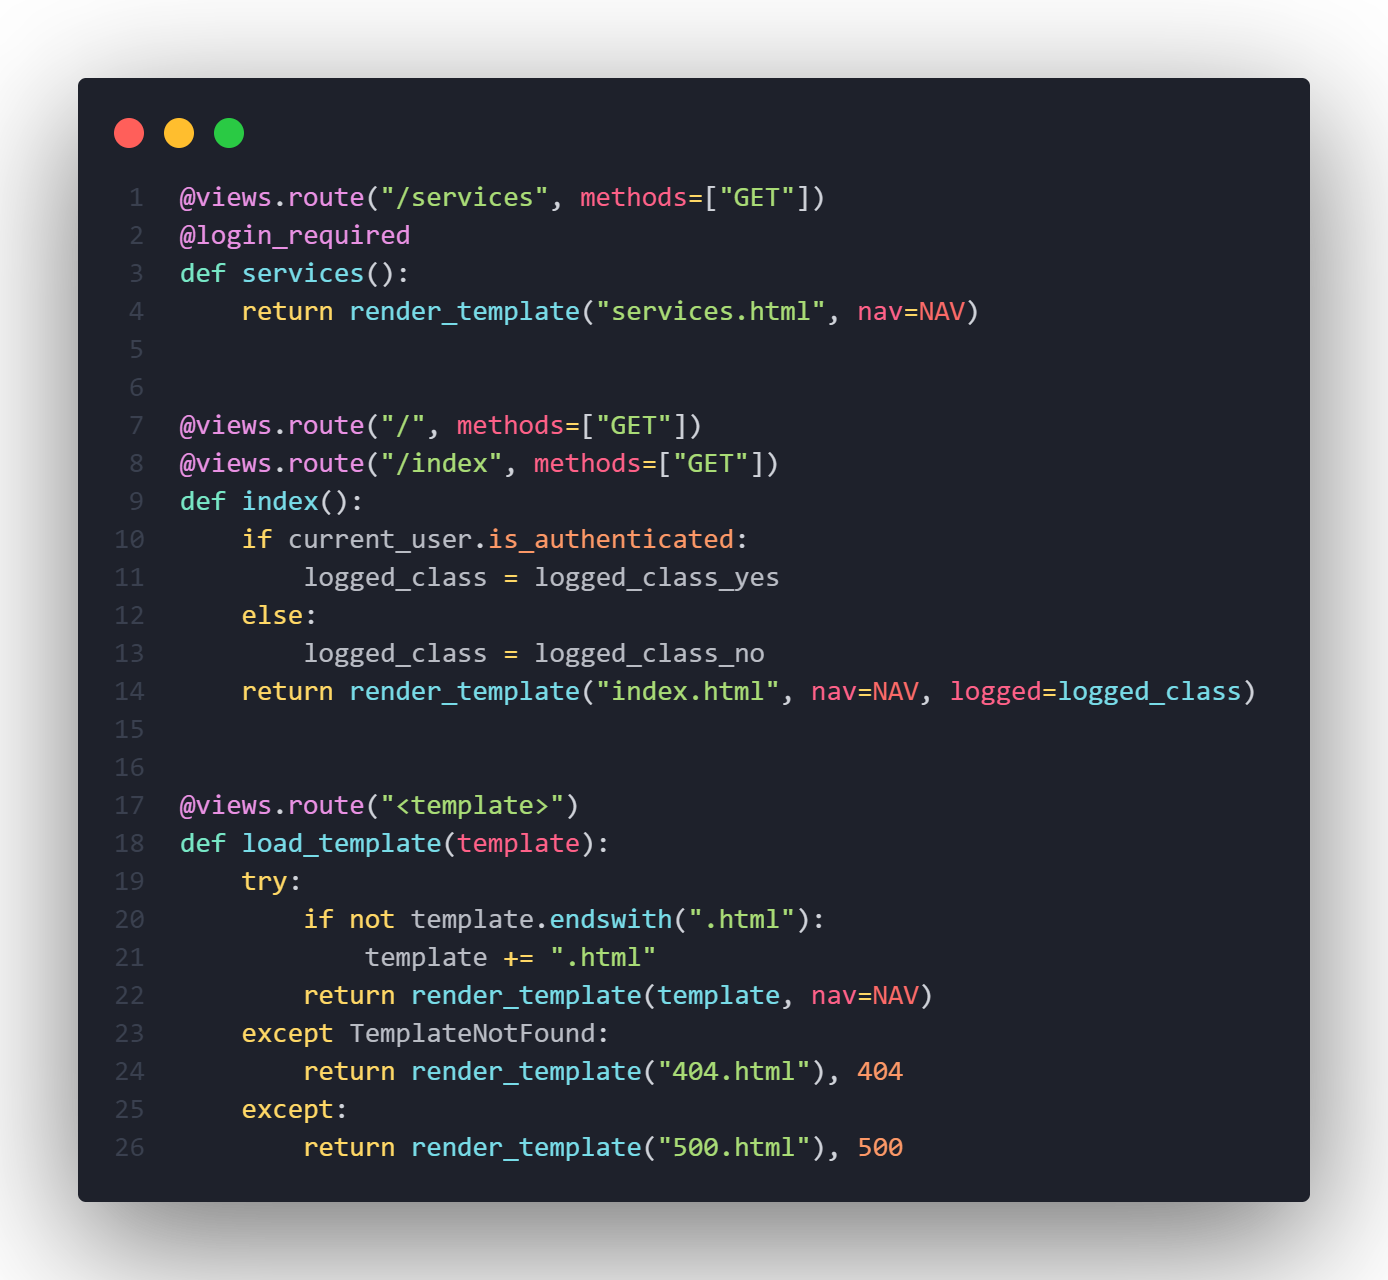 1 @views.route("/services", methods=["GET"])
2 @login_required
3 def services():
4     return render_template("services.html", nav=NAV)
5
6
7 @views.route("/", methods=["GET"])
8 @views.route("/index", methods=["GET"])
9 def index():
10     if current_user.is_authenticated:
11         logged_class = logged_class_yes
12     else:
13         logged_class = logged_class_no
14     return render_template("index.html", nav=NAV, logged=logged_class)
15
16
17 @views.route("<template>")
18 def load_template(template):
19     try:
20         if not template.endswith(".html"):
21             template += ".html"
22         return render_template(template, nav=NAV)
23     except TemplateNotFound:
24         return render_template("404.html"), 404
25     except:
26         return render_template("500.html"), 500